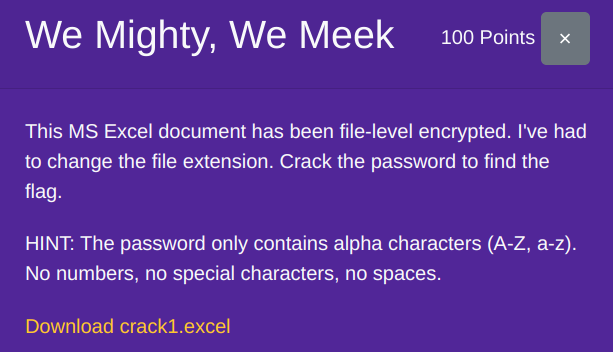 We Mighty, We Meek
100 Points ×
This MS Excel document has been file-level encrypted. I've had
to change the file extension. Crack the password to find the
flag.
HINT: The password only contains alpha characters (A-Z, a-z).
No numbers, no special characters, no spaces.
Download crack1.excel